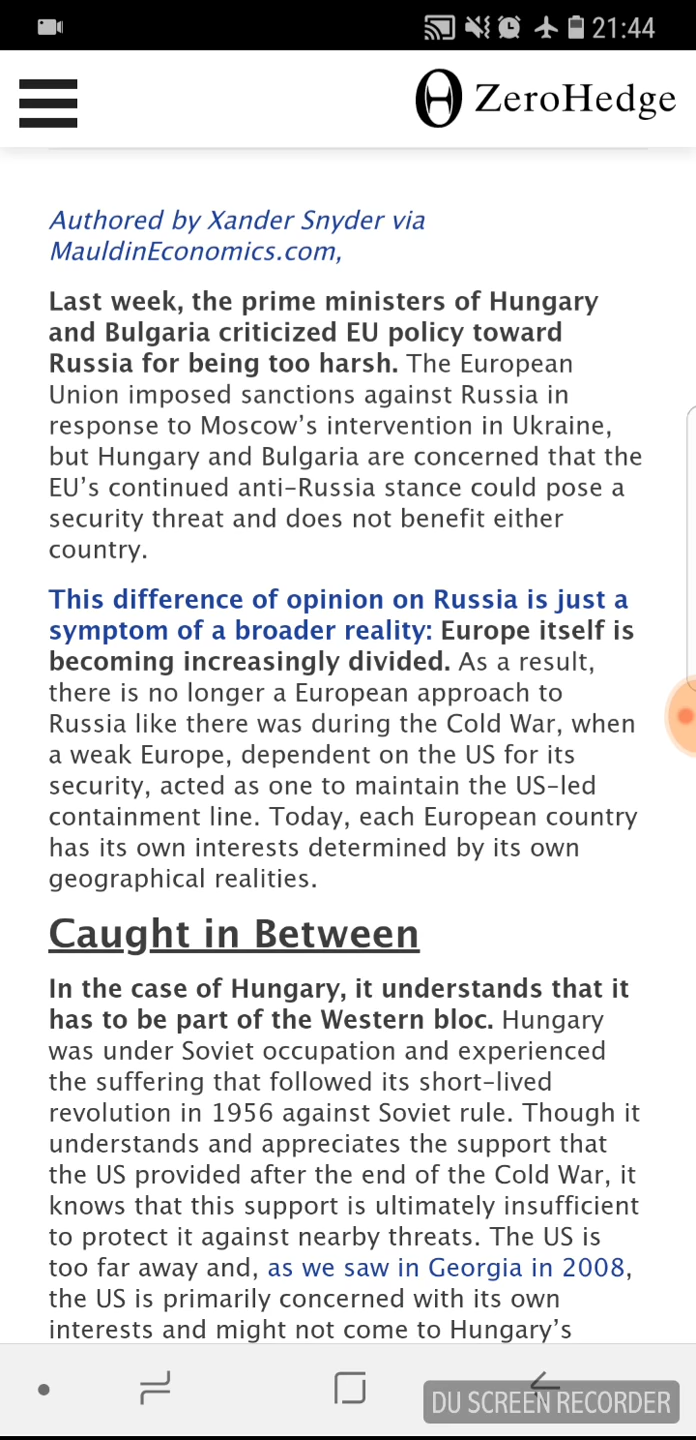 21:44
ZeroHedge
Authored by Xander Snyder via
MauldinEconomics.com,
Last week, the prime ministers of Hungary
and Bulgaria criticized EU policy toward
Russia for being too harsh. The European
Union imposed sanctions against Russia in
response to Moscow’s intervention in Ukraine,
but Hungary and Bulgaria are concerned that the
EU’s continued anti-Russia stance could pose a
security threat and does not benefit either
country.
This difference of opinion on Russia is just a
symptom of a broader reality: Europe itself is
becoming increasingly divided. As a result,
there is no longer a European approach to
Russia like there was during the Cold War, when
a weak Europe, dependent on the US for its
security, acted as one to maintain the US-led
containment line. Today, each European country
has its own interests determined by its own
geographical realities.
Caught in Between
In the case of Hungary, it understands that it
has to be part of the Western bloc. Hungary
was under Soviet occupation and experienced
the suffering that followed its short-lived
revolution in 1956 against Soviet rule. Though it
understands and appreciates the support that
the US provided after the end of the Cold War, it
knows that this support is ultimately insufficient
to protect it against nearby threats. The US is
too far away and, as we saw in Georgia in 2008,
the US is primarily concerned with its own
interests and might not come to Hungary’s
DU SCREEN RECORDER